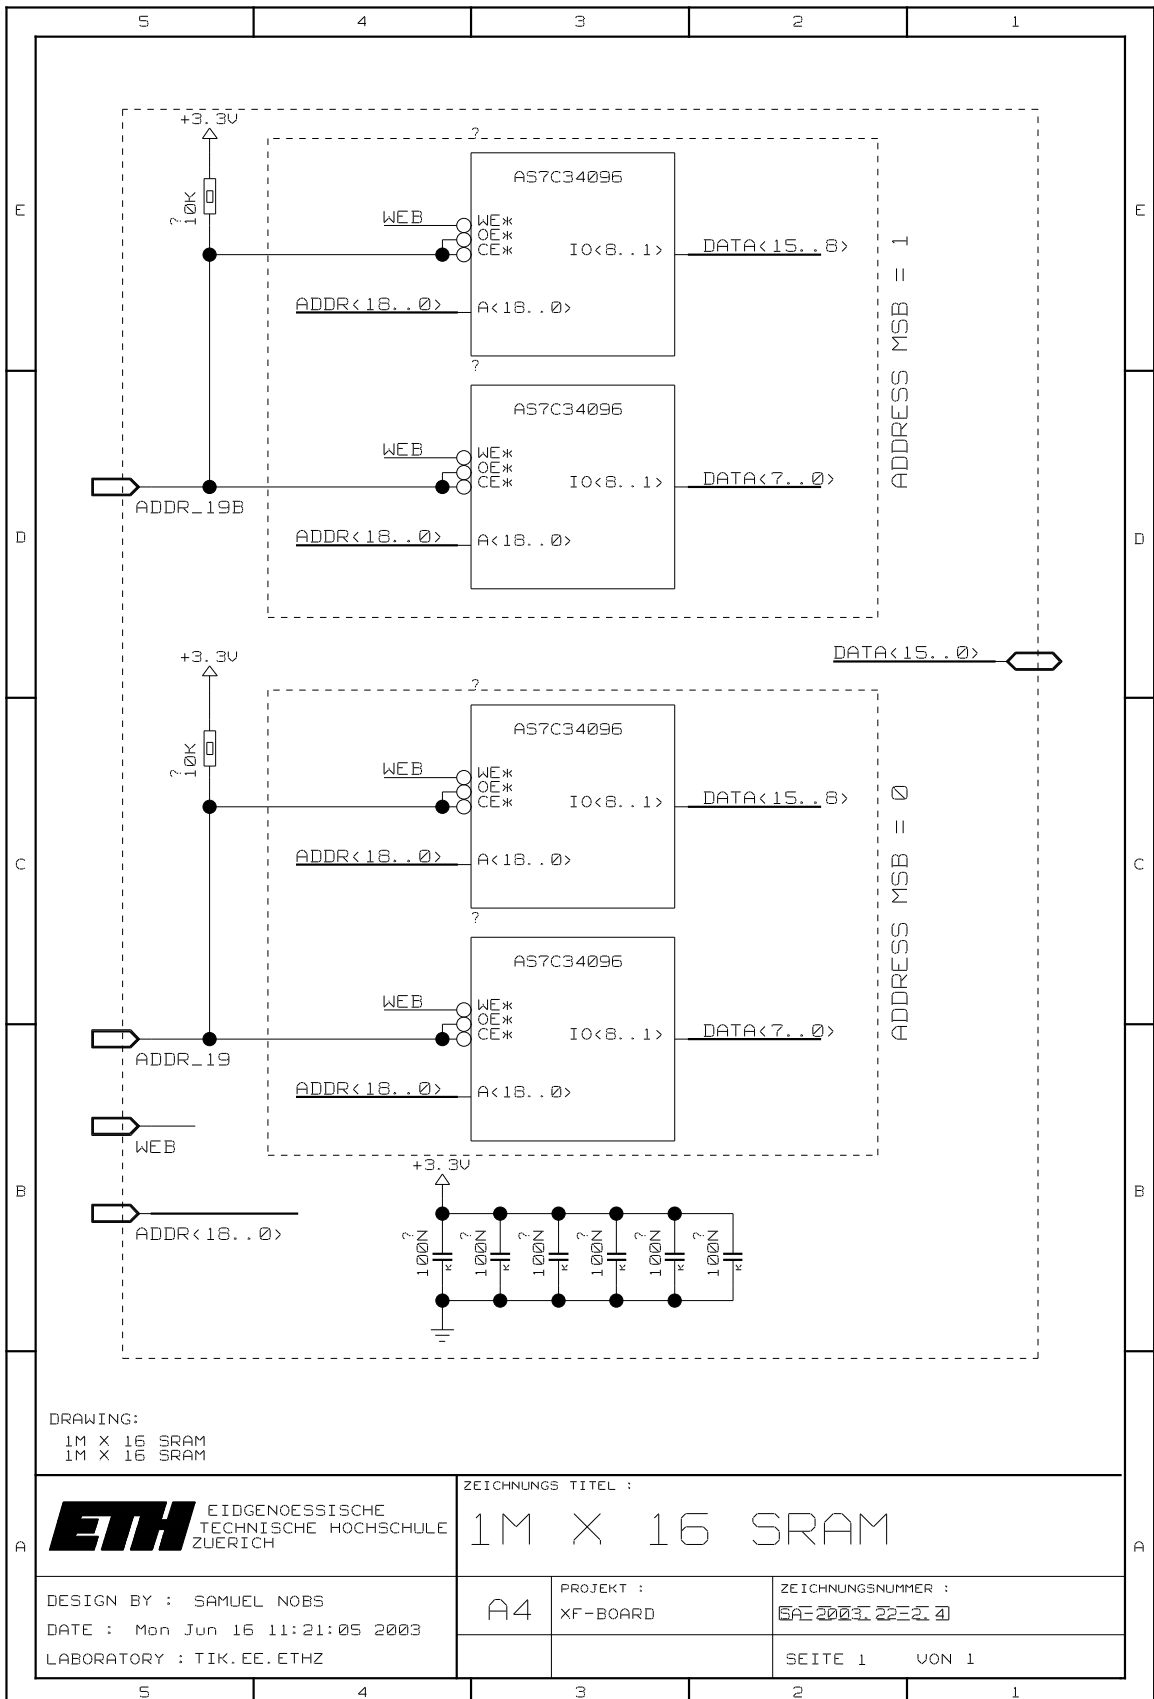 5 4 3 2 1
E
E
+3.3V
?
10K
?
AS7C34096
WEB
WE*
OE*
CE*
IO<8..1>
DATA<15..8>
ADDR<18..0>
A<18..0>
ADDRESS MSB = 1
?
AS7C34096
WEB
WE*
OE*
CE*
IO<8..1>
DATA<7..0>
ADDR_19B
ADDR<18..0>
A<18..0>
D
D
DATA<15..0>
+3.3V
?
10K
?
AS7C34096
WEB
WE*
OE*
CE*
IO<8..1>
DATA<15..8>
ADDR<18..0>
A<18..0>
ADDRESS MSB = 0
C
C
?
AS7C34096
WEB
WE*
OE*
CE*
IO<8..1>
DATA<7..0>
ADDR_19
ADDR<18..0>
A<18..0>
WEB
B
B
ADDR<18..0>
+3.3V
? ? ? ? ? ?
100N 100N 100N 100N 100N 100N
K K K K K K
DRAWING:
1M X 16 SRAM
1M X 16 SRAM
ETH
EIDGENOESSISCHE
TECHNISCHE HOCHSCHULE
ZUERICH
ZEICHNUNGS TITEL :
1M X 16 SRAM
A
A
DESIGN BY : SAMUEL NOBS
DATE : Mon Jun 16 11:21:05 2003
LABORATORY : TIK.EE.ETHZ
A4
PROJEKT :
XF-BOARD
ZEICHNUNGSNUMMER :
SA-2003.22-2.4
SEITE 1 VON 1
5 4 3 2 1